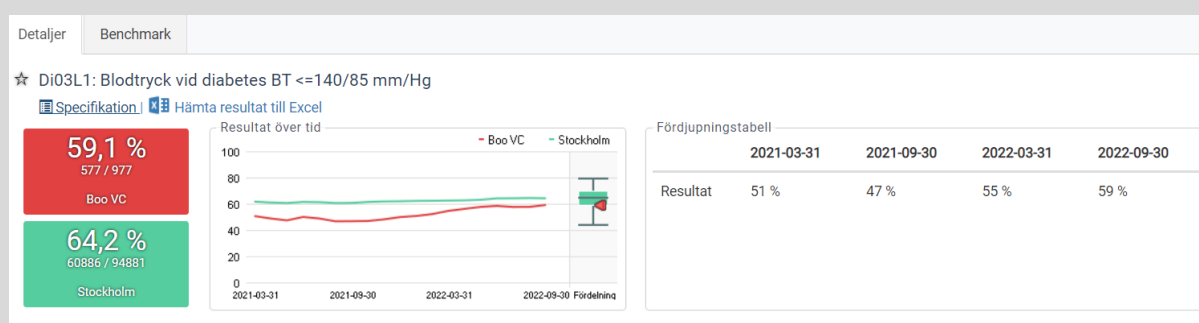 Detaljer
Benchmark
☆ Di03L1: Blodtryck vid diabetes BT <=140/85 mm/Hg
Specifikation | Hämta resultat till Excel
59,1 %
577 / 977
Boo VC
64,2 %
60886 / 94881
Stockholm
Resultat över tid
Boo VC
Stockholm
100
80
60
40
20
0
2021-03-31
2021-09-30
2022-03-31
2022-09-30
Fördelning
Fördjupningstabell
2021-03-31 2021-09-30 2022-03-31 2022-09-30
Resultat 51 % 47 % 55 % 59 %